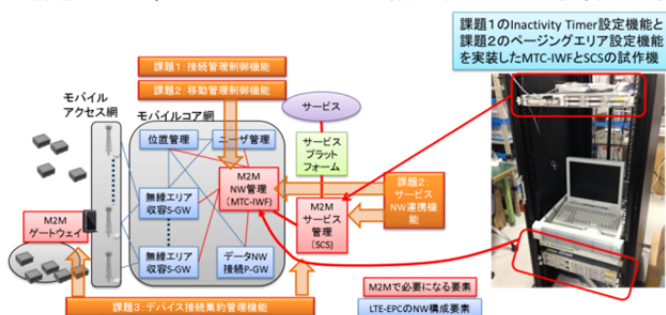 課題1のInactivity Timer設定機能と
課題2のページングエリア設定機能
を実装したMTC-IWFとSCSの試作機
課題1：接続管理制御機能
課題2：移動管理制御機能
モバイル
アクセス網
モバイルコア網
サービス
位置管理
ユーザ管理
サービス
プラット
フォーム
M2M
NW管理
(MTC-IWF)
課題2：
サービス
NW連携機
能
無線エリア
収容S-GW
M2M
サービス
管理
(SCS)
M2M
ゲートウェイ
無線エリア
収容S-GW
データNW
接続P-GW
M2Mで必要になる要素
課題3：デバイス接続集約管理機能
LTE-EPCのNW構成要素